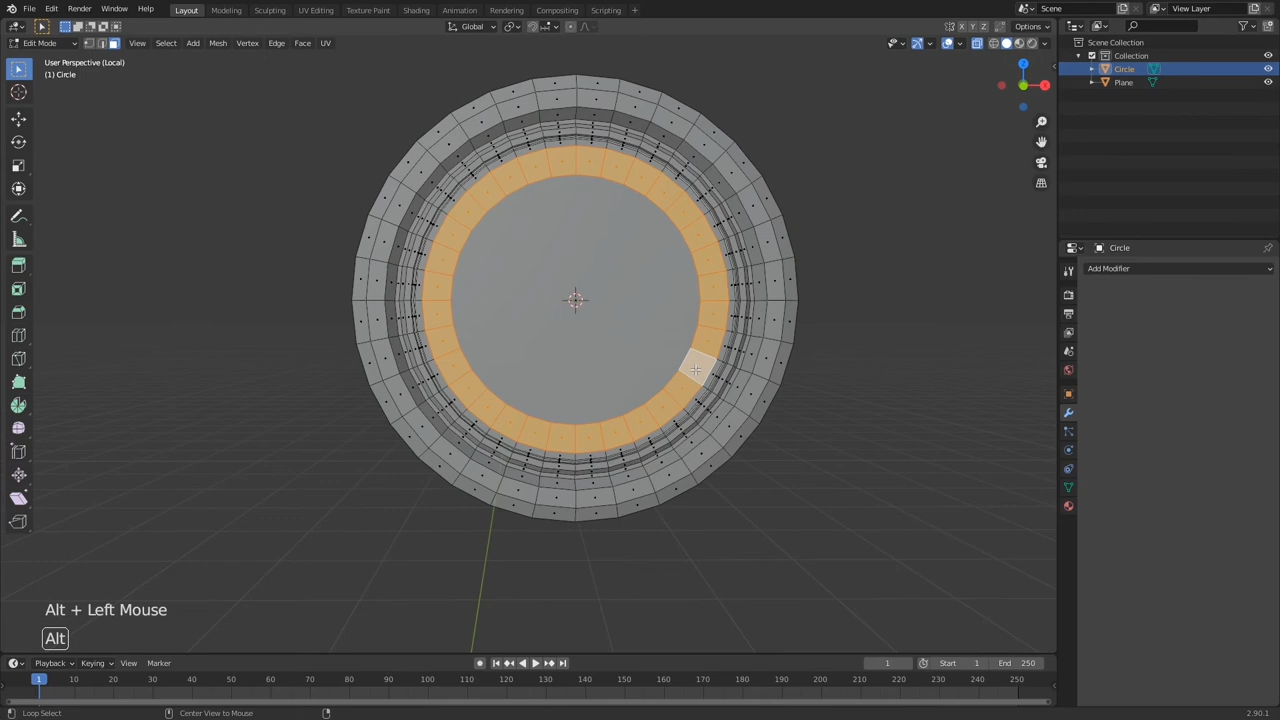 File Edit Render Window Help Layout Modeling Sculpting UV Editing Texture Paint Shading Animation Rendering Compositing Scripting + Scene View Layer
Global X Y Z Options
Edit Mode View Select Add Mesh Vertex Edge Face UV
Scene Collection
Collection
Circle
Plane
User Perspective (Local)
(1) Circle
Z
X
Circle
Add Modifier
Alt + Left Mouse
Alt
Playback Keying View Marker 1 Start 1 End 250
1 10 20 30 40 50 60 70 80 90 100 110 120 130 140 150 160 170 180 190 200 210 220 230 240 250
Loop Select Center View to Mouse 2.90.1